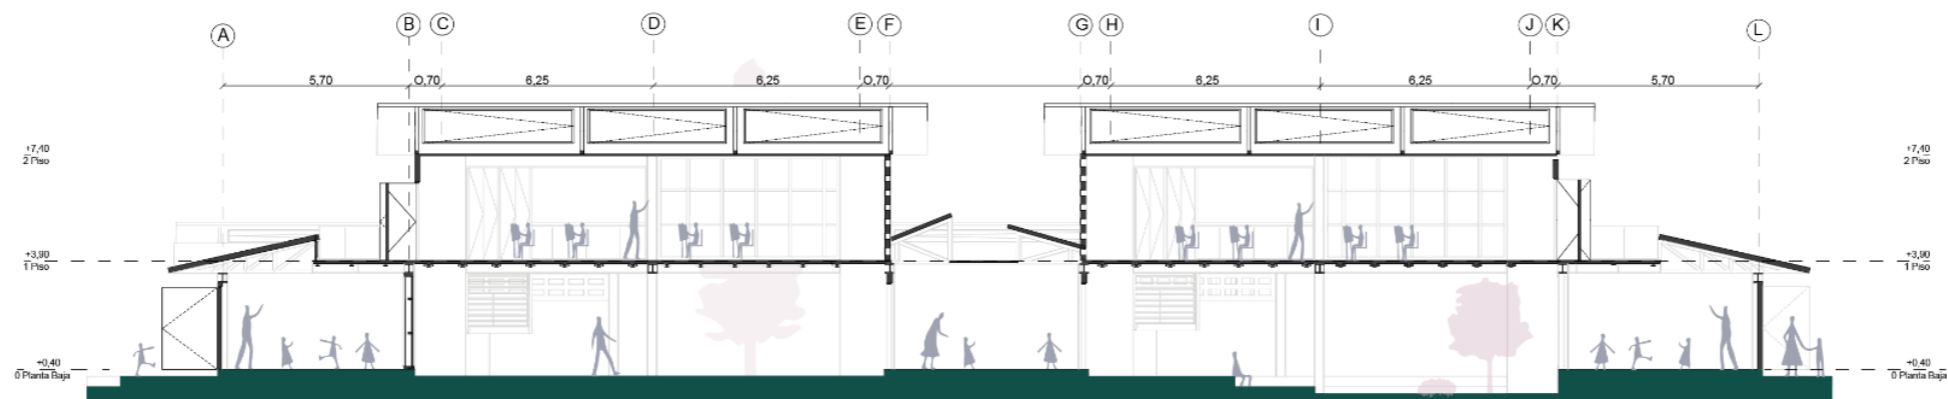 A B C D E F G H I J K L
5,70 0,70 6,25 6,25 0,70 0,70 6,25 6,25 0,70 5,70
+7,40
2 Piso
+7,40
2 Piso
+3,90
1 Piso
+3,90
1 Piso
+0,40
0 Planta Baja
+0,40
0 Planta Baja